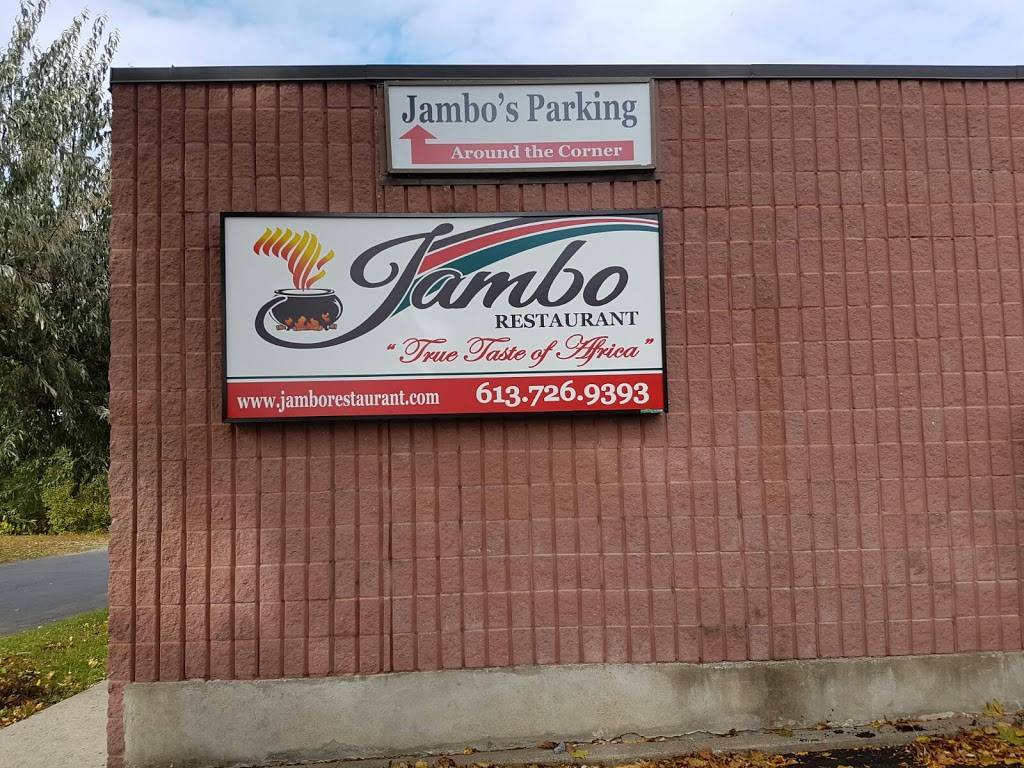 Jambo's Parking
Around the Corner
Jambo
RESTAURANT
"True Taste of Africa"
www.jamborestaurant.com 613.726.9393